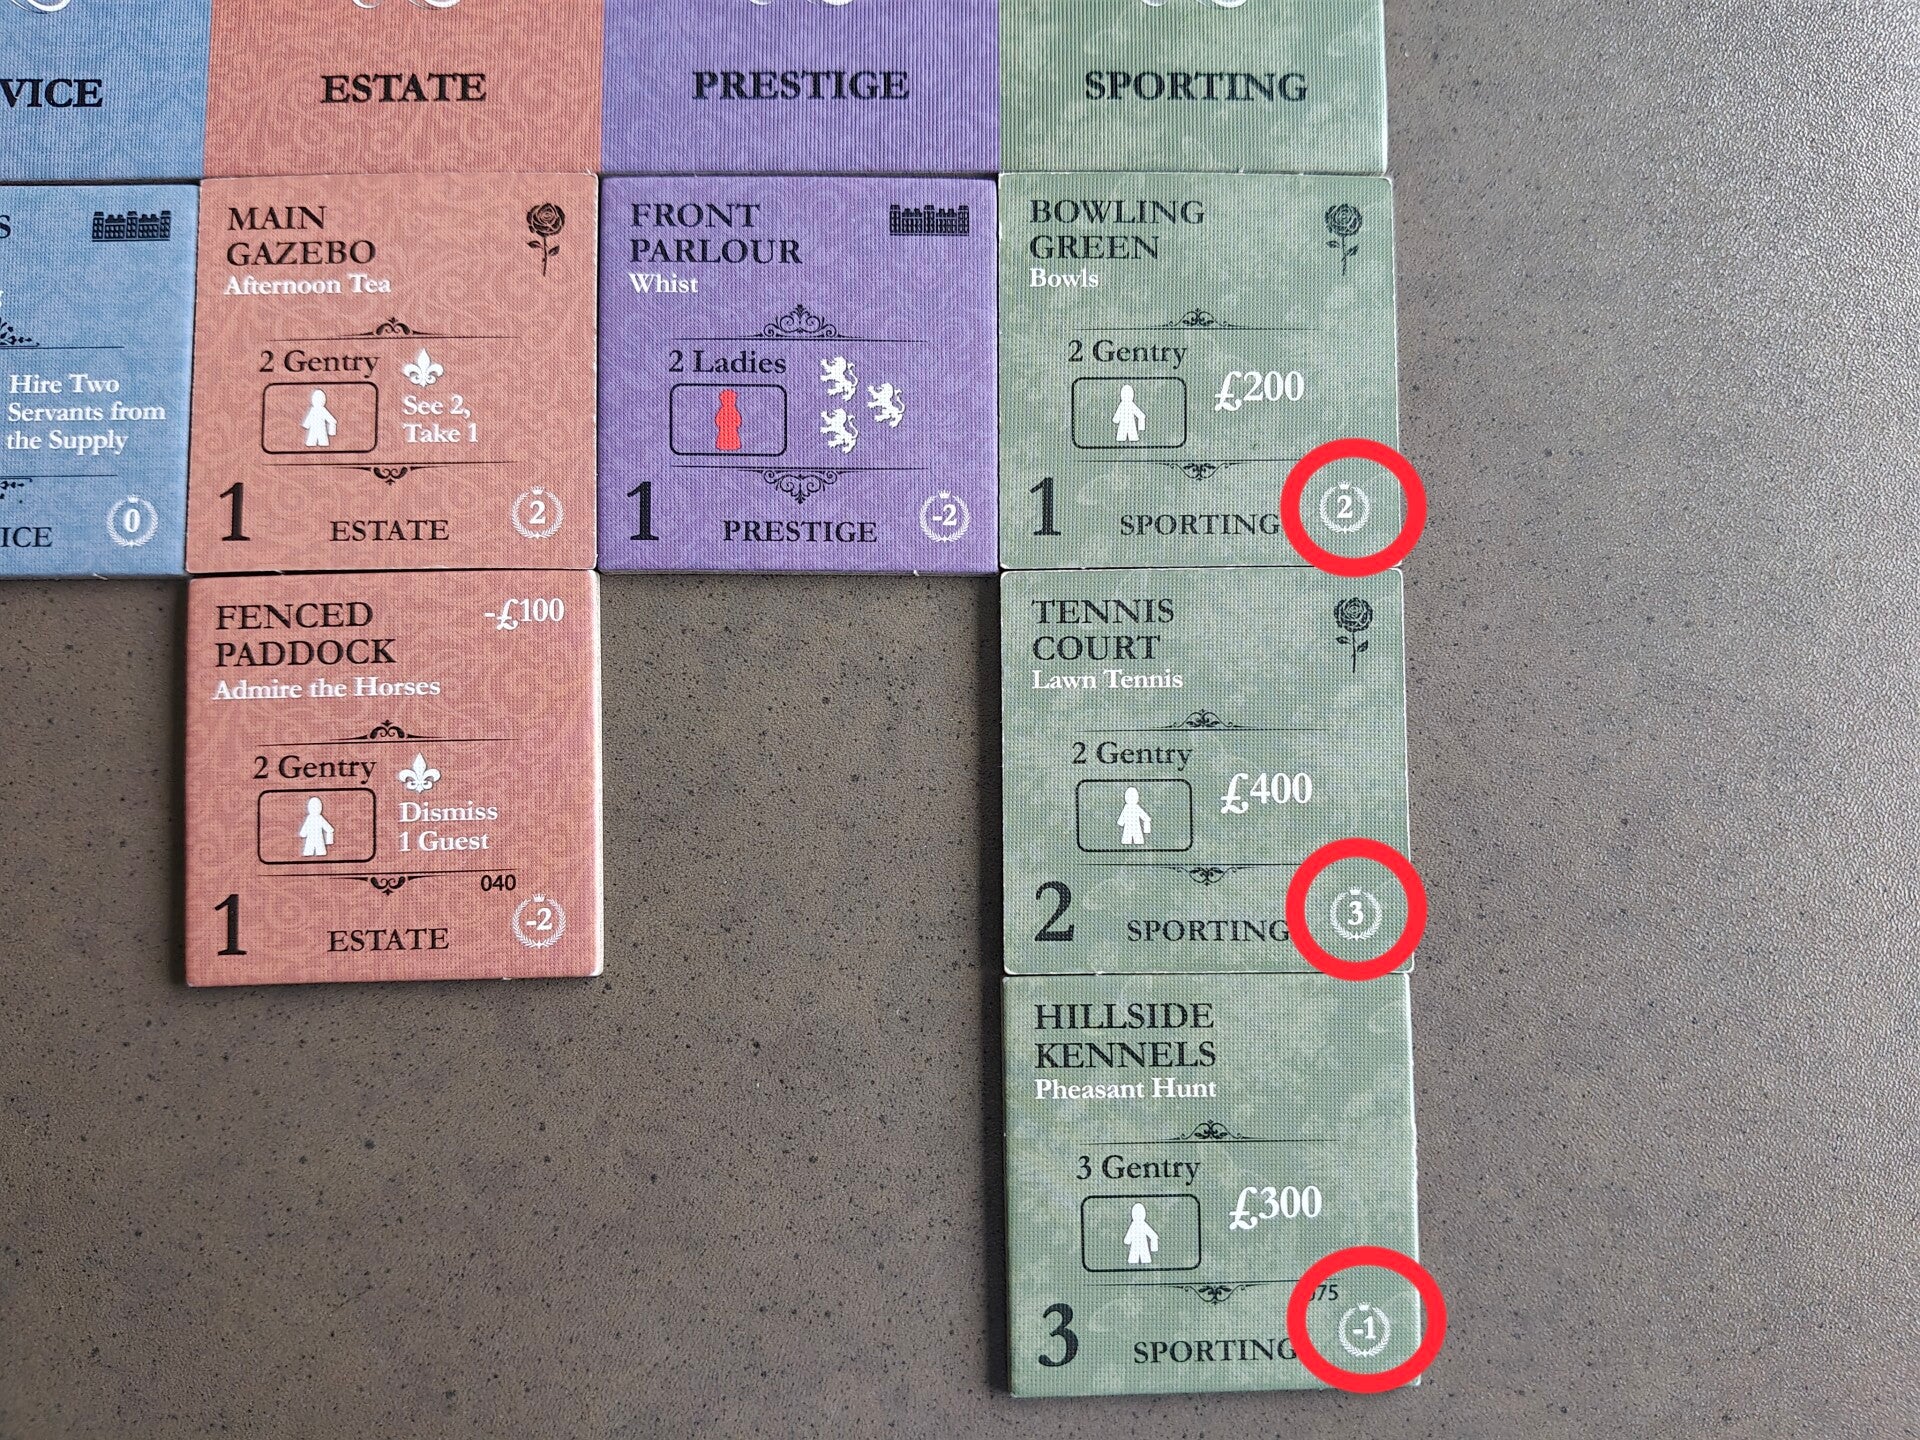 VICE
ESTATE
PRESTIGE
SPORTING
S
Hire Two
Servants from
the Supply
0
ICE
MAIN
GAZEBO
Afternoon Tea
2 Gentry
See 2,
Take 1
1
ESTATE
2
FRONT
PARLOUR
Whist
2 Ladies
1
PRESTIGE
-2
BOWLING
GREEN
Bowls
2 Gentry
£200
1
SPORTING
2
FENCED
PADDOCK
-£100
Admire the Horses
2 Gentry
Dismiss
1 Guest
040
1
ESTATE
-2
TENNIS
COURT
Lawn Tennis
2 Gentry
£400
2
SPORTING
3
HILLSIDE
KENNELS
Pheasant Hunt
3 Gentry
£300
75
3
SPORTING
-1